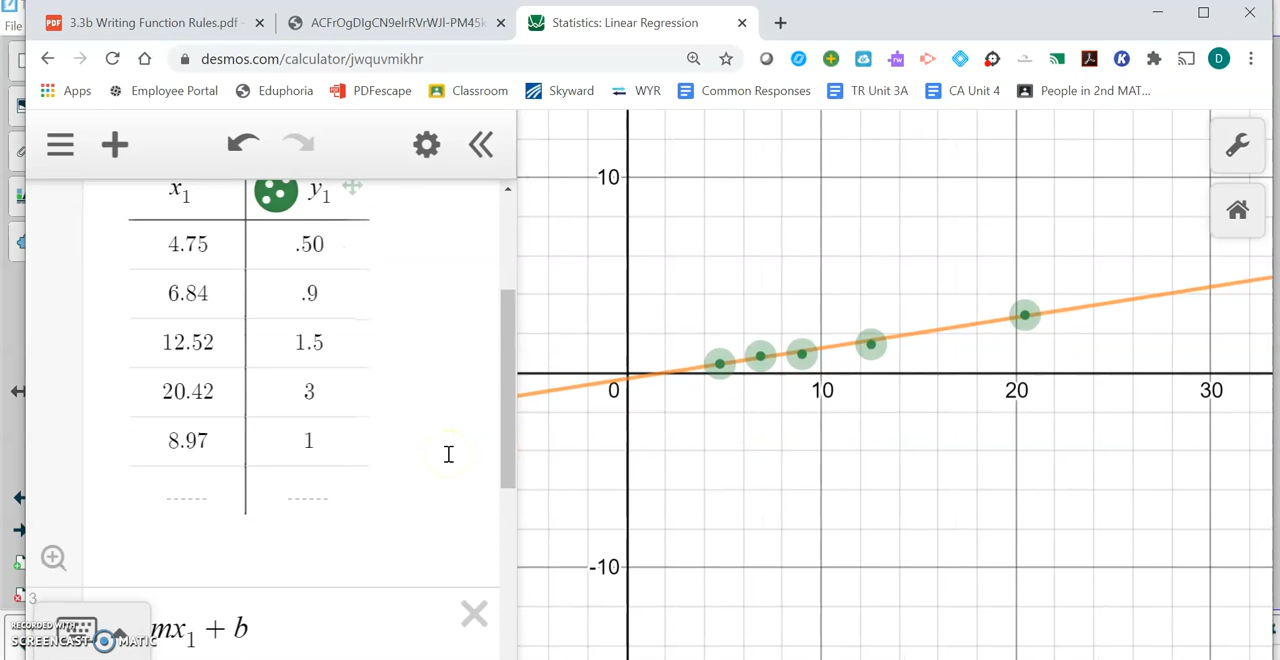 3.3b Writing Function Rules.pdf
ACFrOgDIgCN9elrRVrWJl-PM45k
Statistics: Linear Regression
File
desmos.com/calculator/jwquvmikhr
D
Apps
Employee Portal
Eduphoria
PDFescape
Classroom
Skyward
WYR
Common Responses
TR Unit 3A
CA Unit 4
People in 2nd MAT...
x₁ y₁
4.75 .50
6.84 .9
12.52 1.5
20.42 3
8.97 1
3
mx₁ + b
10
0 10 20 30
-10
RECORDED WITH
SCREENCAST MATIC